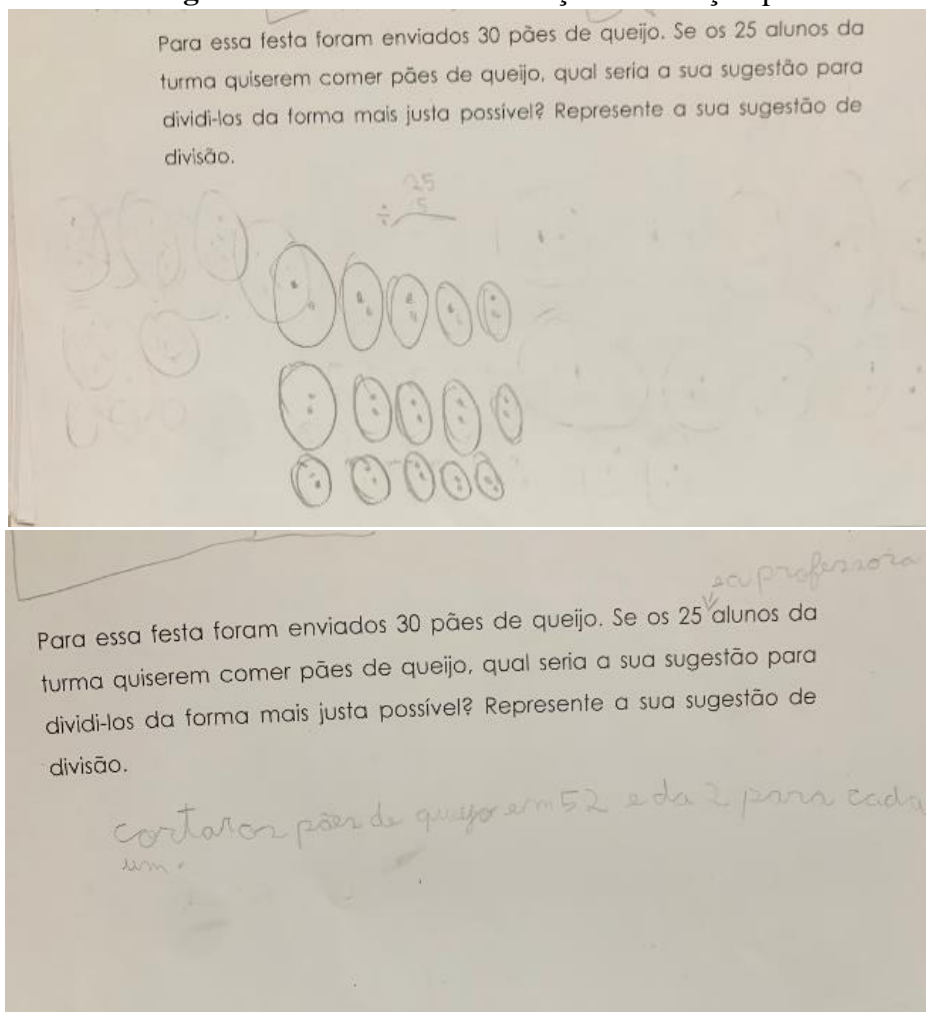 Para essa festa foram enviados 30 pães de queijo. Se os 25 alunos da
turma quiserem comer pães de queijo, qual seria a sua sugestão para
dividi-los da forma mais justa possível? Represente a sua sugestão de
divisão.
25
÷ 5
ea professora
Para essa festa foram enviados 30 pães de queijo. Se os 25 alunos da
turma quiserem comer pães de queijo, qual seria a sua sugestão para
dividi-los da forma mais justa possível? Represente a sua sugestão de
divisão.
cortar os pães de queijo em 52 e da 2 para cada
um.